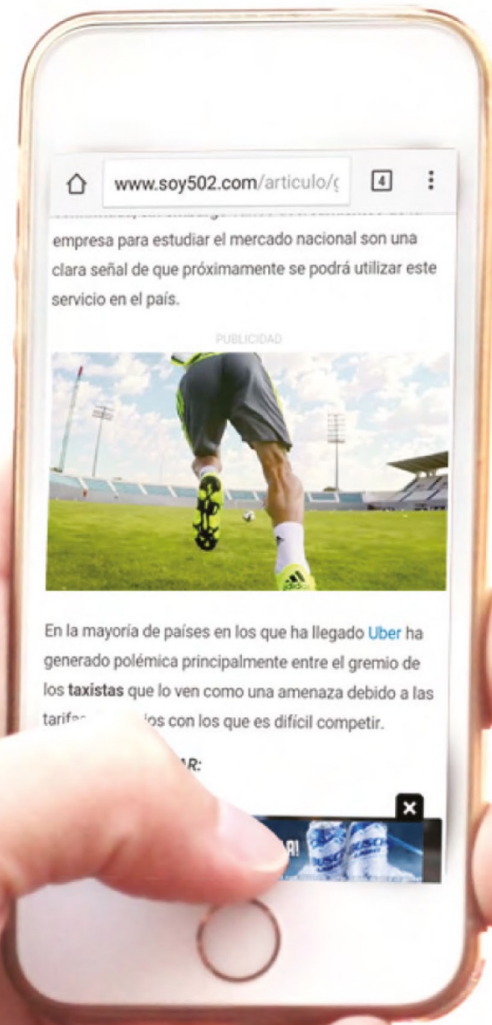 www.soy502.com/articulo/g
4
empresa para estudiar el mercado nacional son una
clara señal de que próximamente se podrá utilizar este
servicio en el país.
PUBLICIDAD
En la mayoría de países en los que ha llegado Uber ha
generado polémica principalmente entre el gremio de
los taxistas que lo ven como una amenaza debido a las
con los que es difícil competir.
BUSCH